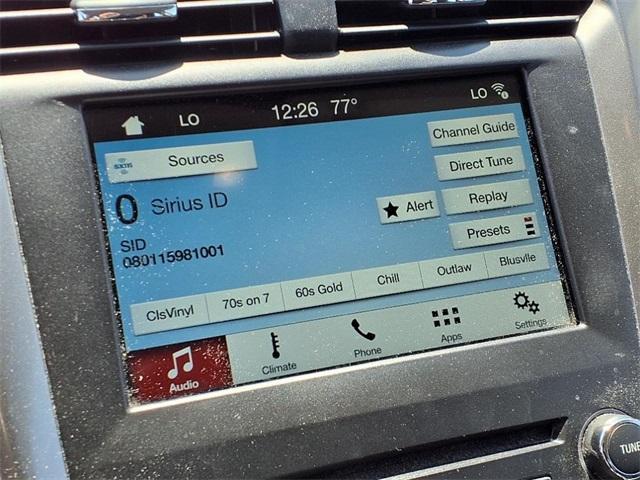 LO 12:26 77° LO
SXM Sources
Channel Guide
Direct Tune
0 Sirius ID
Alert
Replay
Presets
SID
080115981001
ClsVinyl 70s on 7 60s Gold Chill Outlaw Blusvlle
Audio Climate Phone Apps Settings
TUNE